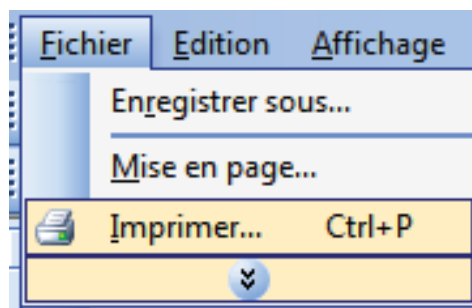 Fichier Edition Affichage
Enregistrer sous...
Mise en page...
Imprimer... Ctrl+P